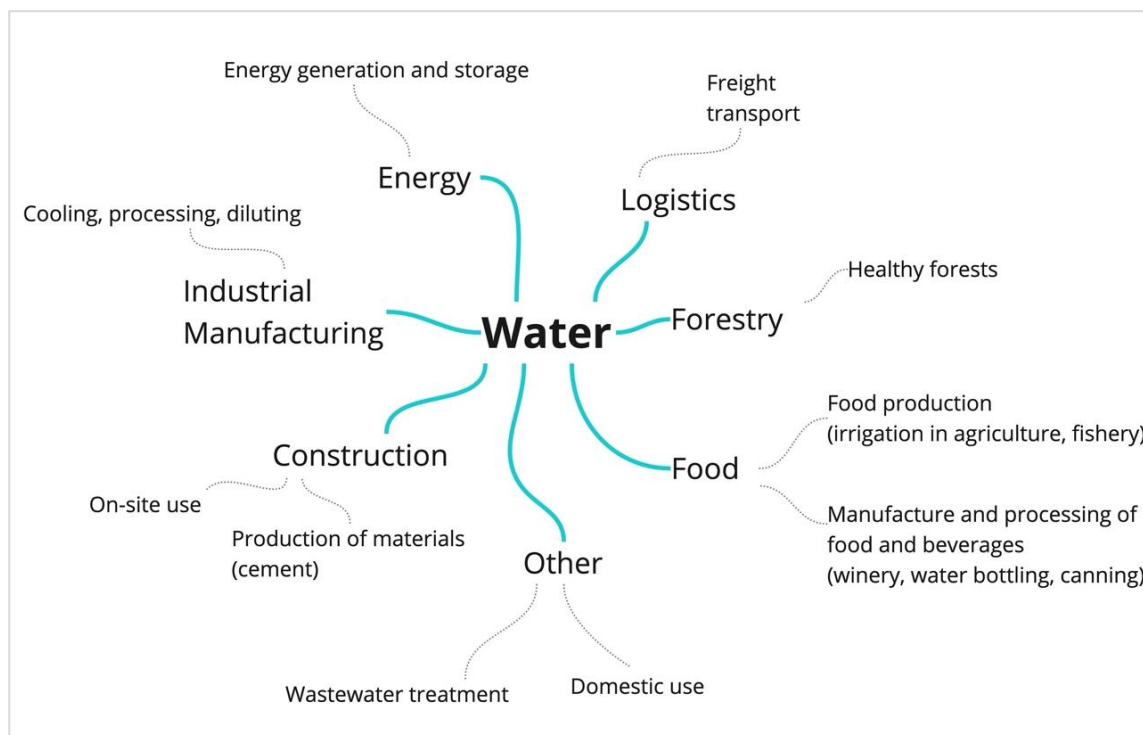 Energy generation and storage
Freight
transport
Energy
Logistics
Cooling, processing, diluting
Healthy forests
Industrial
Manufacturing
Water
Forestry
Food production
(irrigation in agriculture, fishery)
Construction
Food
On-site use
Production of materials
(cement)
Manufacture and processing of
food and beverages
(winery, water bottling, canning)
Other
Wastewater treatment
Domestic use